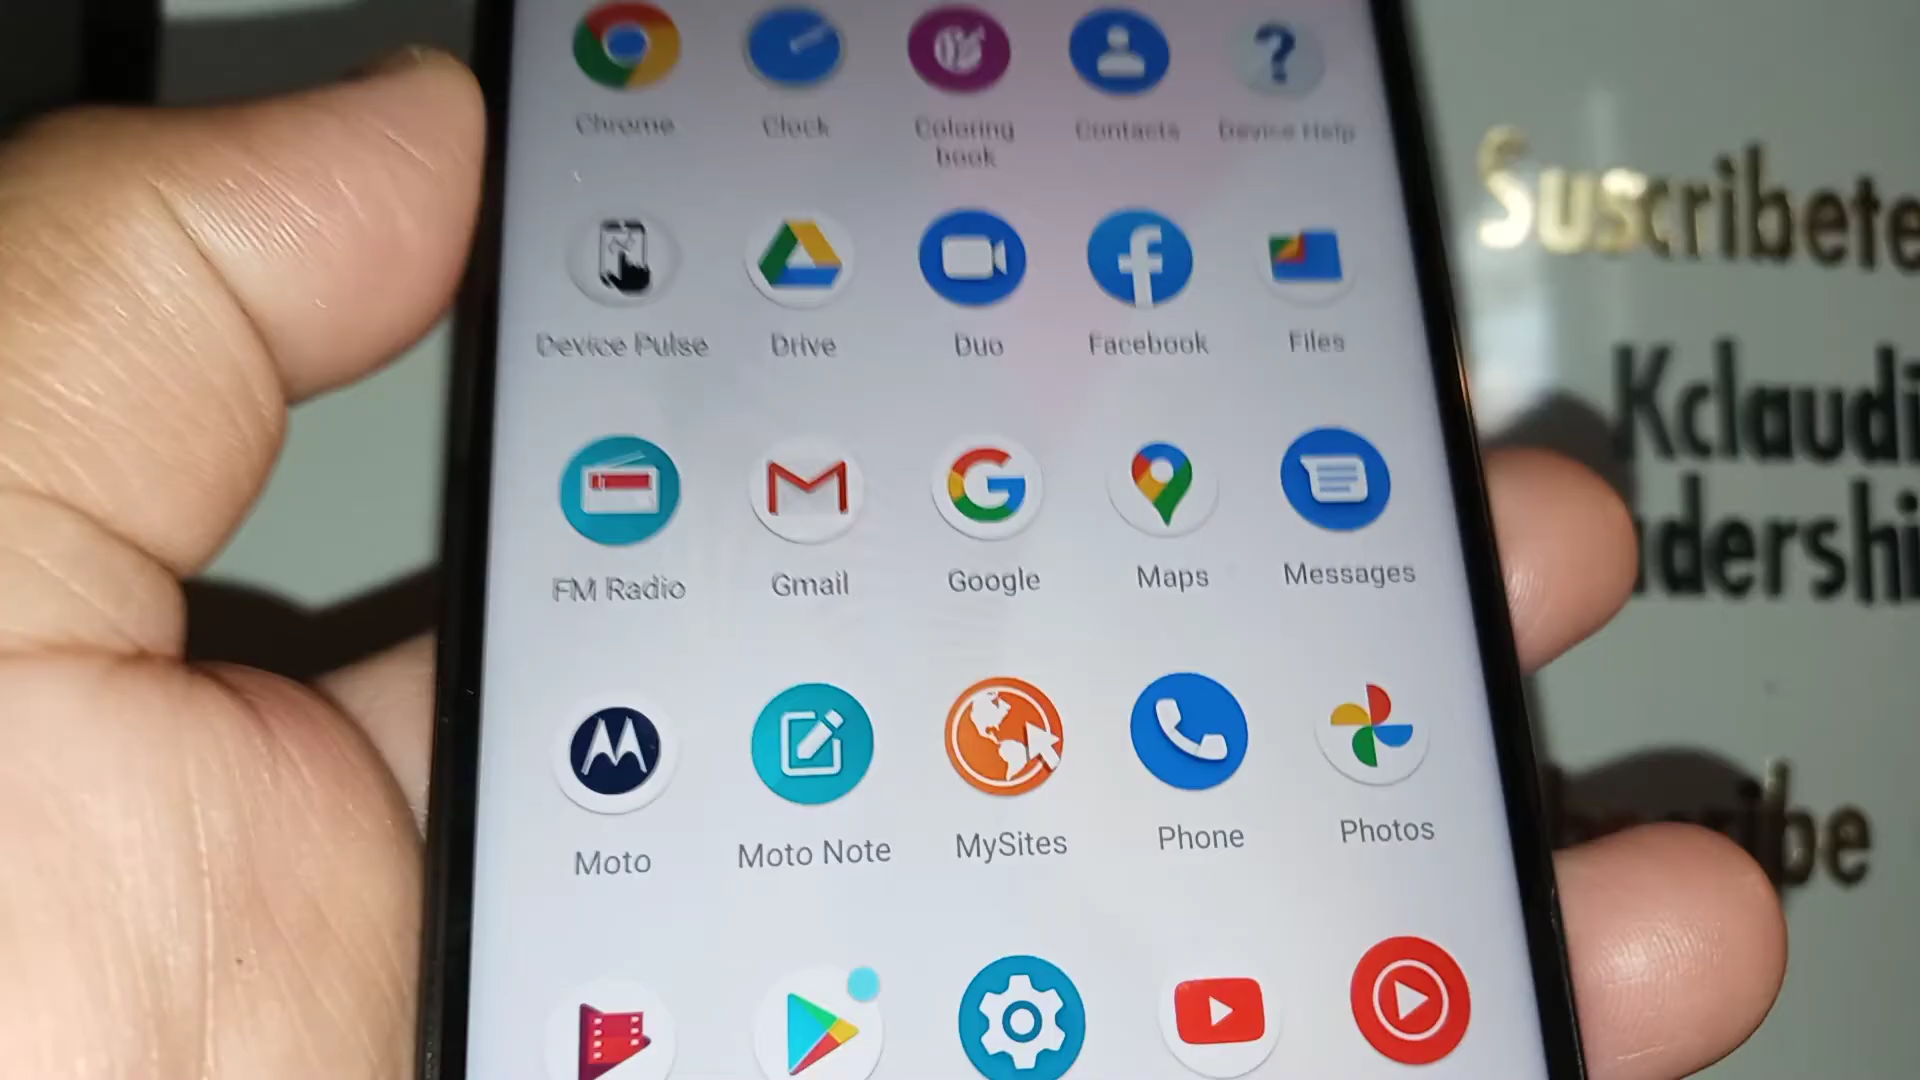 Chrome Clock Coloring book Contacts Device Help
Device Pulse Drive Duo Facebook Files
FM Radio Gmail Google Maps Messages
Moto Moto Note MySites Phone Photos
Suscribete
Kclaudi
dershi
be